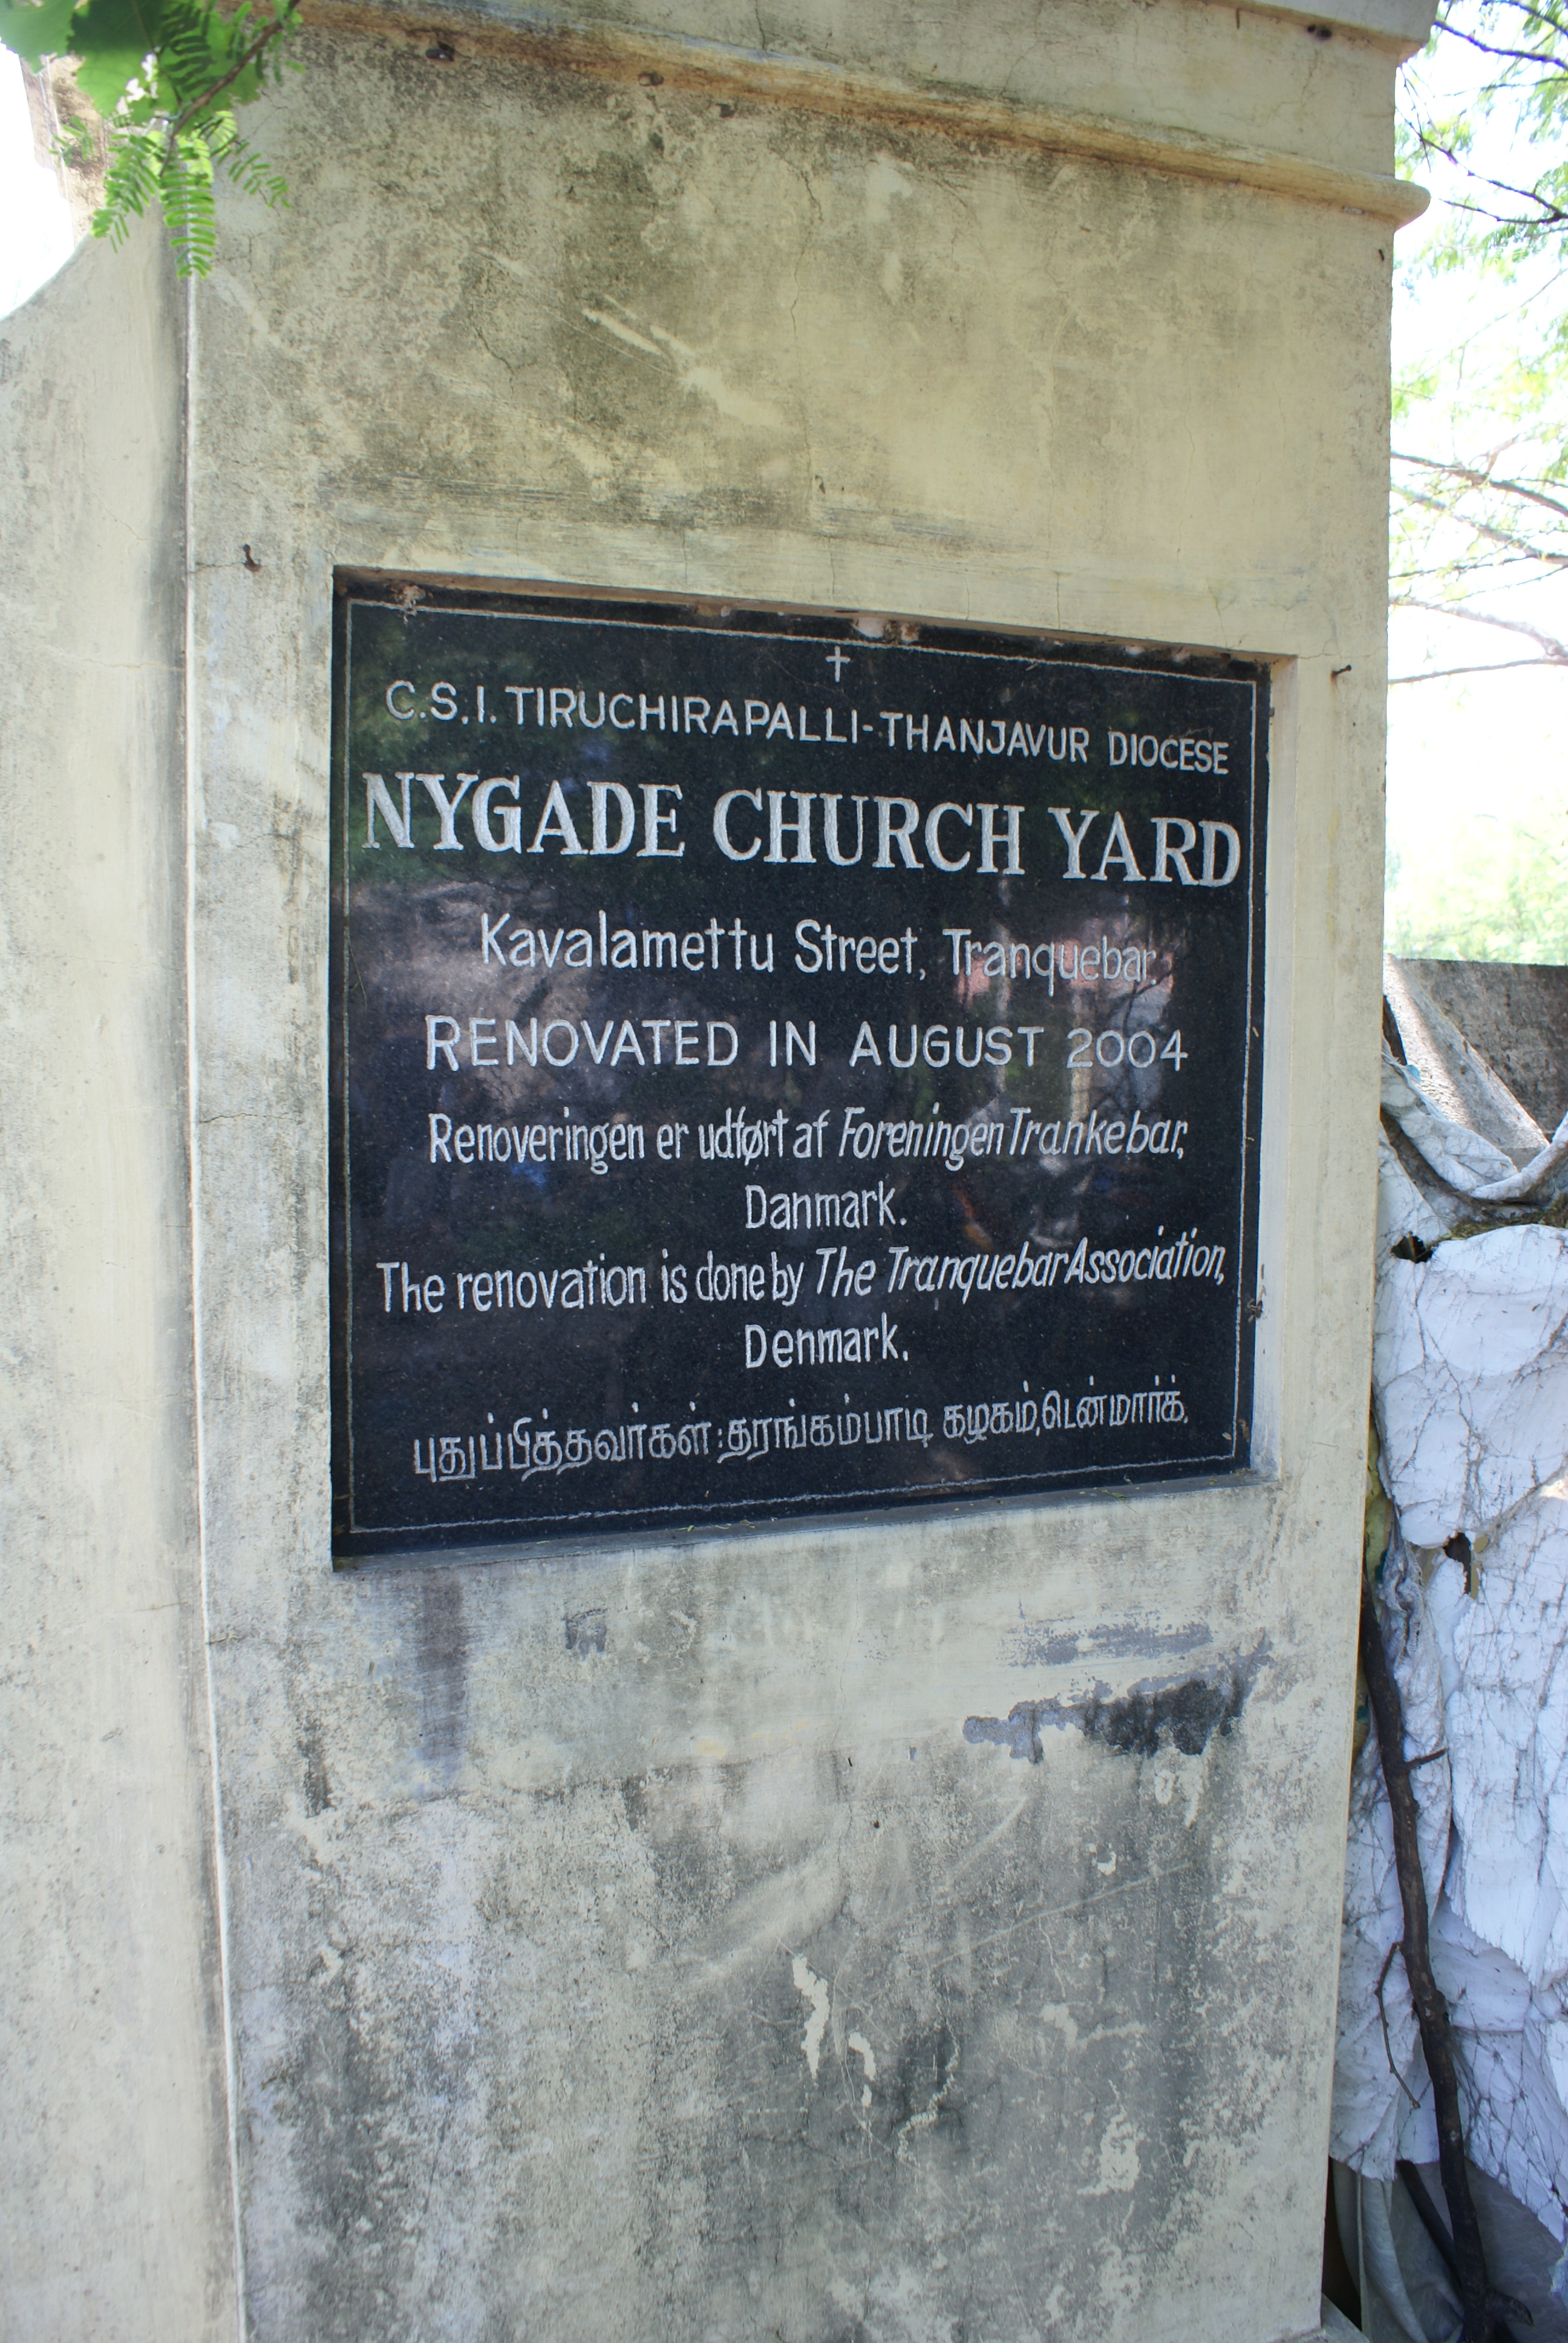 C.S.I. TIRUCHIRAPALLI-THANJAVUR DIOCESE
NYGADE CHURCH YARD
Kavalamettu Street, Tranquebar
RENOVATED IN AUGUST 2004
Renoveringen er udført af Foreningen Trankebar,
Danmark.
The renovation is done by The Tranquebar Association,
Denmark.
புதுப்பித்தவர்கள் : தரங்கம்பாடி கழகம், டென்மார்க்.